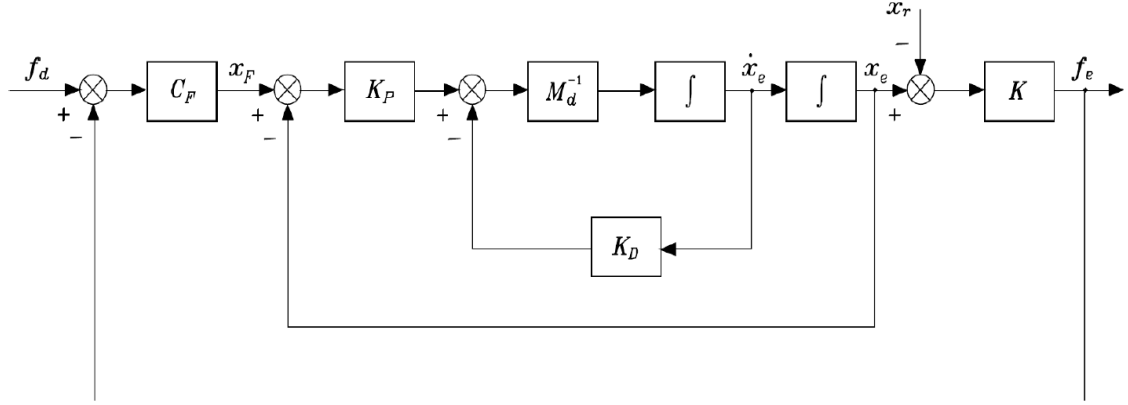 x_r
−
f_d + − C_F x_F + − K_P + − M_d^{-1} ∫ ẋ_e ∫ x_e + K f_e
K_D